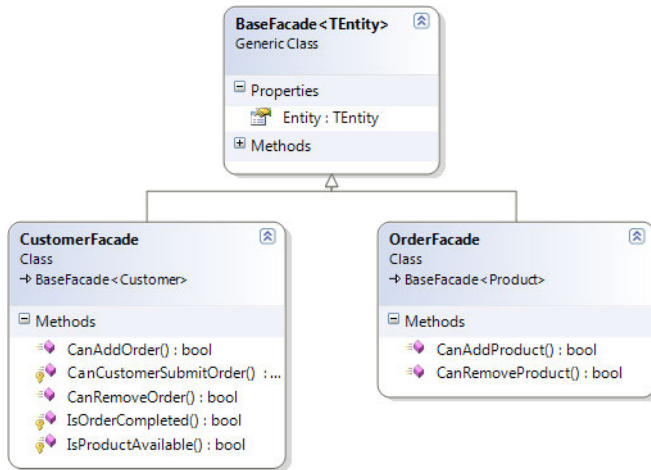 BaseFacade<TEntity>
Generic Class
Properties
Entity : TEntity
Methods
CustomerFacade
Class
BaseFacade<Customer>
Methods
CanAddOrder() : bool
CanCustomerSubmitOrder() : ...
CanRemoveOrder() : bool
IsOrderCompleted() : bool
IsProductAvailable() : bool
OrderFacade
Class
BaseFacade<Product>
Methods
CanAddProduct() : bool
CanRemoveProduct() : bool